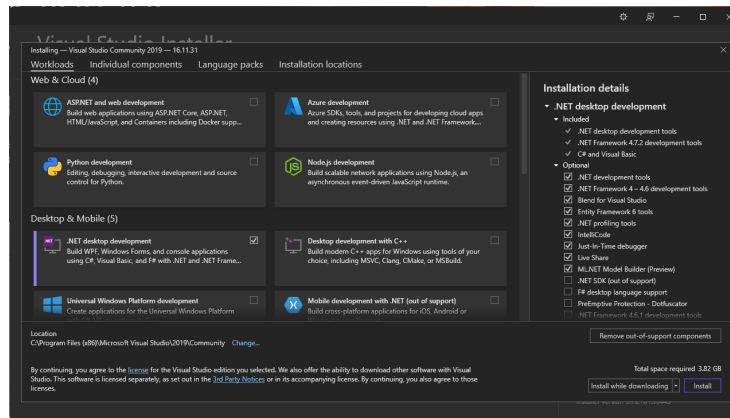 Visual Studio Installer
Installing — Visual Studio Community 2019 — 16.11.31
Workloads Individual components Language packs Installation locations
Web & Cloud (4)
ASP.NET and web development
Build web applications using ASP.NET Core, ASP.NET,
HTML/JavaScript, and Containers including Docker supp...
Azure development
Azure SDKs, tools, and projects for developing cloud apps
and creating resources using .NET and .NET Framework....
Python development
Editing, debugging, interactive development and source
control for Python.
Node.js development
Build scalable network applications using Node.js, an
asynchronous event-driven JavaScript runtime.
Desktop & Mobile (5)
.NET desktop development
Build WPF, Windows Forms, and console applications
using C#, Visual Basic, and F# with .NET and .NET Frame...
Desktop development with C++
Build modern C++ apps for Windows using tools of your
choice, including MSVC, Clang, CMake, or MSBuild.
Universal Windows Platform development
Create applications for the Universal Windows Platform
Mobile development with .NET (out of support)
Build cross-platform applications for iOS, Android or
Installation details
.NET desktop development
Included
.NET desktop development tools
.NET Framework 4.7.2 development tools
C# and Visual Basic
Optional
.NET development tools
.NET Framework 4 – 4.6 development tools
Blend for Visual Studio
Entity Framework 6 tools
.NET profiling tools
IntelliCode
Just-In-Time debugger
Live Share
ML.NET Model Builder (Preview)
.NET SDK (out of support)
F# desktop language support
PreEmptive Protection - Dotfuscator
.NET Framework 4.6.1 development tools
Location
C:\Program Files (x86)\Microsoft Visual Studio\2019\Community Change...
Remove out-of-support components
By continuing, you agree to the license for the Visual Studio edition you selected. We also offer the ability to download other software with Visual
Studio. This software is licensed separately, as set out in the 3rd Party Notices or in its accompanying license. By continuing, you also agree to those
licenses.
Total space required 3.82 GB
Install while downloading Install